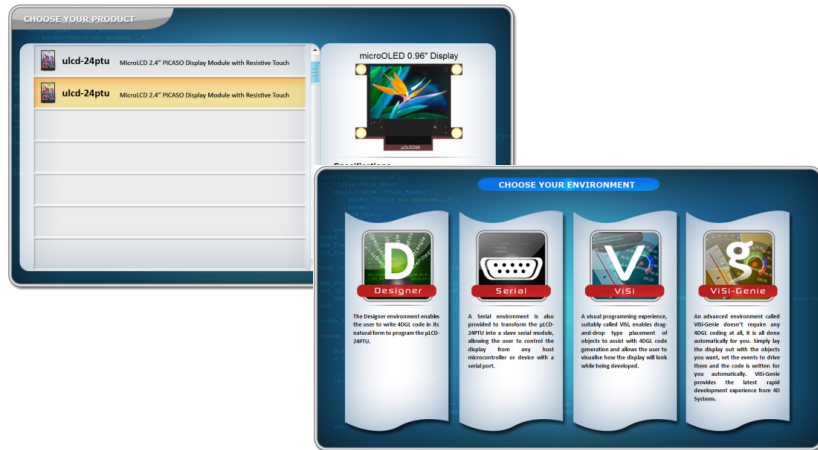 CHOOSE YOUR PRODUCT
ulcd-24ptu MicroLCD 2.4" PICASO Display Module with Resistive Touch
ulcd-24ptu MicroLCD 2.4" PICASO Display Module with Resistive Touch
microOLED 0.96" Display
CHOOSE YOUR ENVIRONMENT
Designer
The Designer environment enables
the user to write 4DGL code in its
natural form to program the µLCD-
24PTU.
Serial
A Serial environment is also
provided to transform the µLCD-
24PTU into a slave serial module,
allowing the user to control the
display from any host
microcontroller or device with a
serial port.
ViSi
A visual programming experience,
suitably called ViSi, enables drag-
and-drop type placement of
objects to assist with 4DGL code
generation and allows the user to
visualise how the display will look
while being developed.
ViSi-Genie
An advanced environment called
ViSi-Genie doesn't require any
4DGL coding at all, it is all done
automatically for you. Simply lay
the display out with the objects
you want, set the events to drive
them and the code is written for
you automatically. ViSi-Genie
provides the latest rapid
development experience from 4D
Systems.